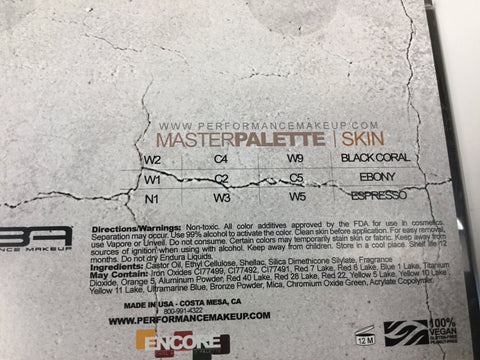 WWW.PERFORMANCEMAKEUP.COM
MASTERPALETTE | SKIN
W2 C4 W9 BLACK CORAL
W1 C2 C5 EBONY
N1 W3 W5 ESPRESSO
BA
NCE MAKEUP
Directions/Warnings: Non-toxic. All color additives approved by the FDA for use in cosmetics.
Separation may occur. Use 99% alcohol to activate the color. Clean skin before application. For easy removal,
use Vapore or Unveil. Do not consume. Certain colors may temporarily stain skin or fabric. Keep away from
sources of ignition when using with alcohol. Keep away from children. Store in a cool place. Shelf life 12
months. Do not dry Endura Liquids.
Ingredients: Castor Oil, Ethyl Cellulose, Shellac, Silica Dimethicone Silylate, Fragrance
May Contain: Iron Oxides CI77499, CI77492, CI77491, Red 7 Lake, Red 6 Lake, Blue 1 Lake, Titanium
Dioxide, Orange 5, Aluminum Powder, Red 40 Lake, Red 28 Lake, Red 22, Yellow 5 Lake, Yellow 10 Lake,
Yellow 11 Lake, Ultramarine Blue, Bronze Powder, Mica, Chromium Oxide Green, Acrylate Copolymer.
MADE IN USA - COSTA MESA, CA
800-991-4322
WWW.PERFORMANCEMAKEUP.COM
ENCORE
12 M
100%
VEGAN
GLUTEN-FREE